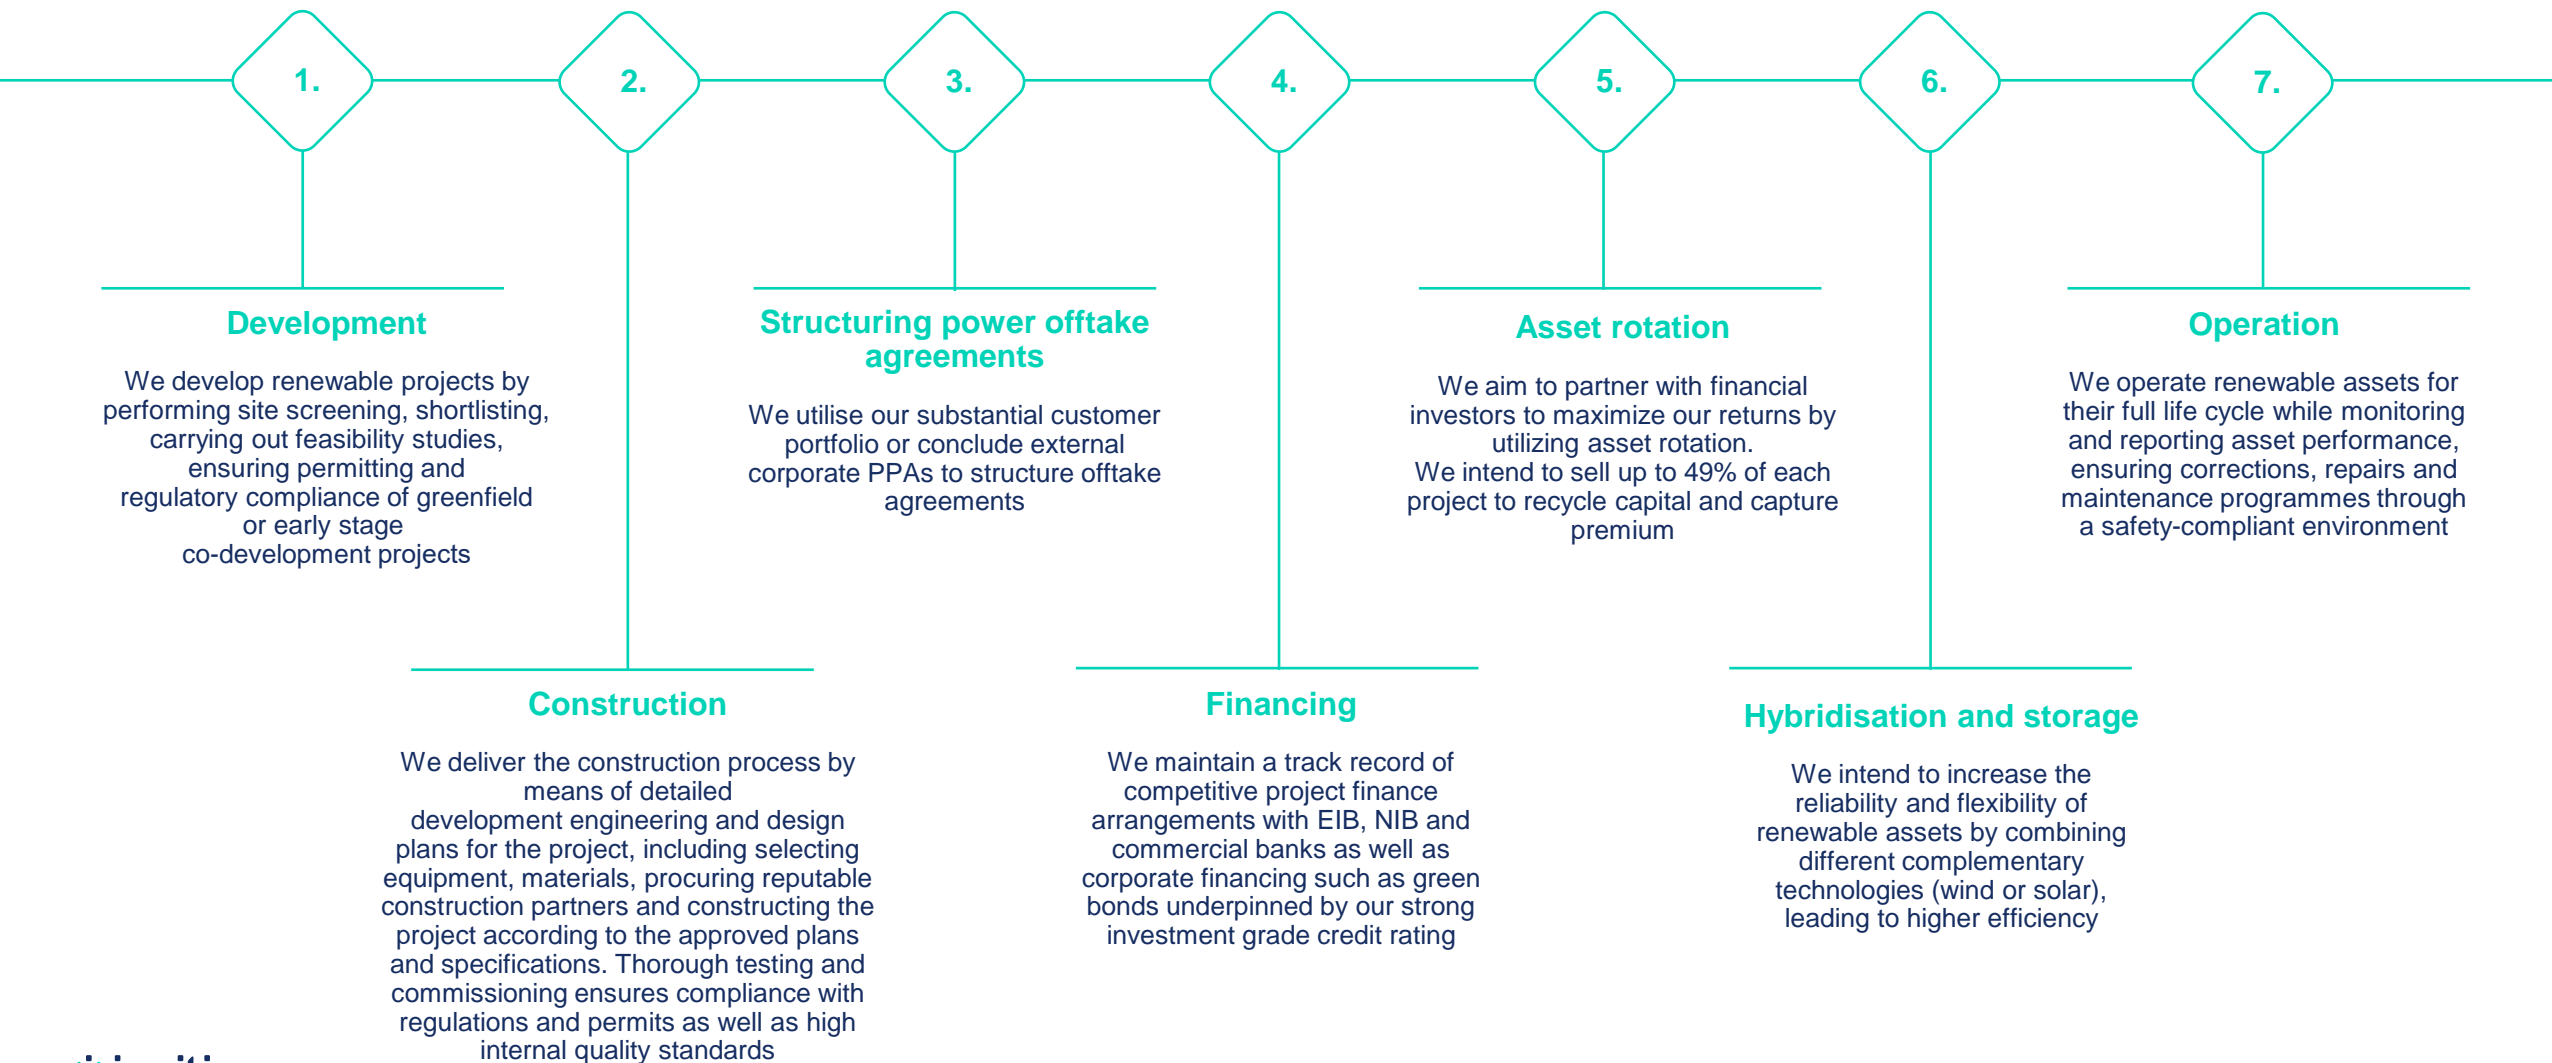 1.
2.
3.
4.
5.
6.
7.
Development
We develop renewable projects by
performing site screening, shortlisting,
carrying out feasibility studies,
ensuring permitting and
regulatory compliance of greenfield
or early stage
co-development projects
Construction
We deliver the construction process by
means of detailed
development engineering and design
plans for the project, including selecting
equipment, materials, procuring reputable
construction partners and constructing the
project according to the approved plans
and specifications. Thorough testing and
commissioning ensures compliance with
regulations and permits as well as high
internal quality standards
Structuring power offtake
agreements
We utilise our substantial customer
portfolio or conclude external
corporate PPAs to structure offtake
agreements
Financing
We maintain a track record of
competitive project finance
arrangements with EIB, NIB and
commercial banks as well as
corporate financing such as green
bonds underpinned by our strong
investment grade credit rating
Asset rotation
We aim to partner with financial
investors to maximize our returns by
utilizing asset rotation.
We intend to sell up to 49% of each
project to recycle capital and capture
premium
Hybridisation and storage
We intend to increase the
reliability and flexibility of
renewable assets by combining
different complementary
technologies (wind or solar),
leading to higher efficiency
Operation
We operate renewable assets for
their full life cycle while monitoring
and reporting asset performance,
ensuring corrections, repairs and
maintenance programmes through
a safety-compliant environment